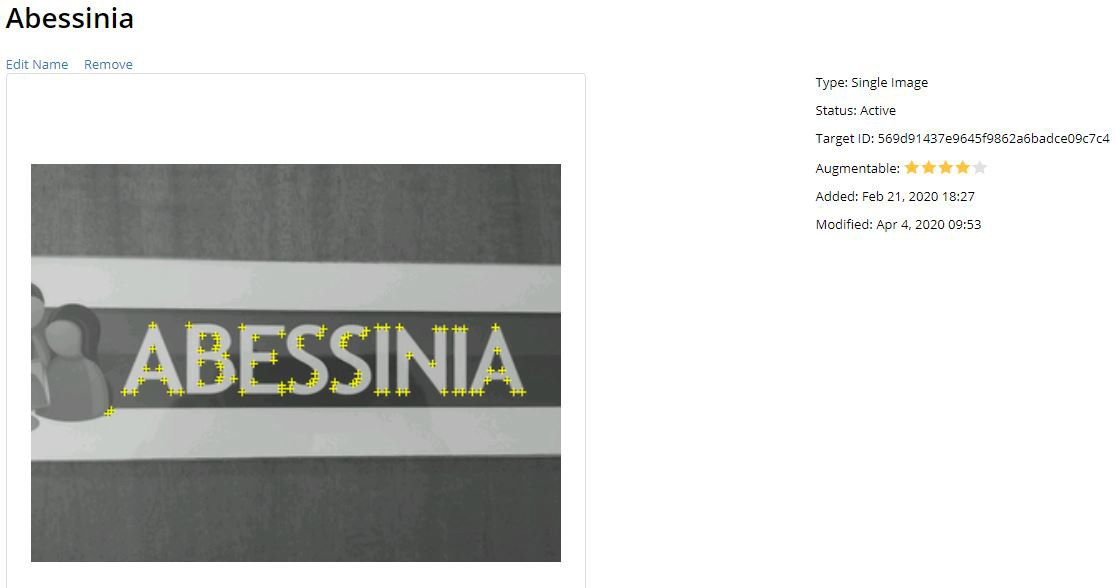 Abessinia
Edit Name Remove
Type: Single Image
Status: Active
Target ID: 569d91437e9645f9862a6badce09c7c4
Augmentable:
Added: Feb 21, 2020 18:27
Modified: Apr 4, 2020 09:53
ABESSINIA